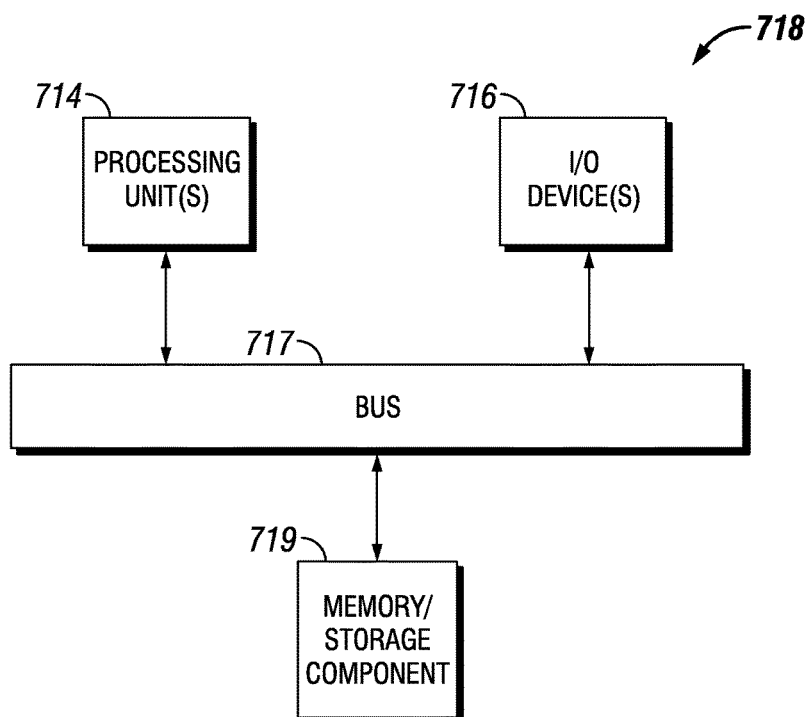 718
714
716
PROCESSING
UNIT(S)
I/O
DEVICE(S)
717
BUS
719
MEMORY/
STORAGE
COMPONENT